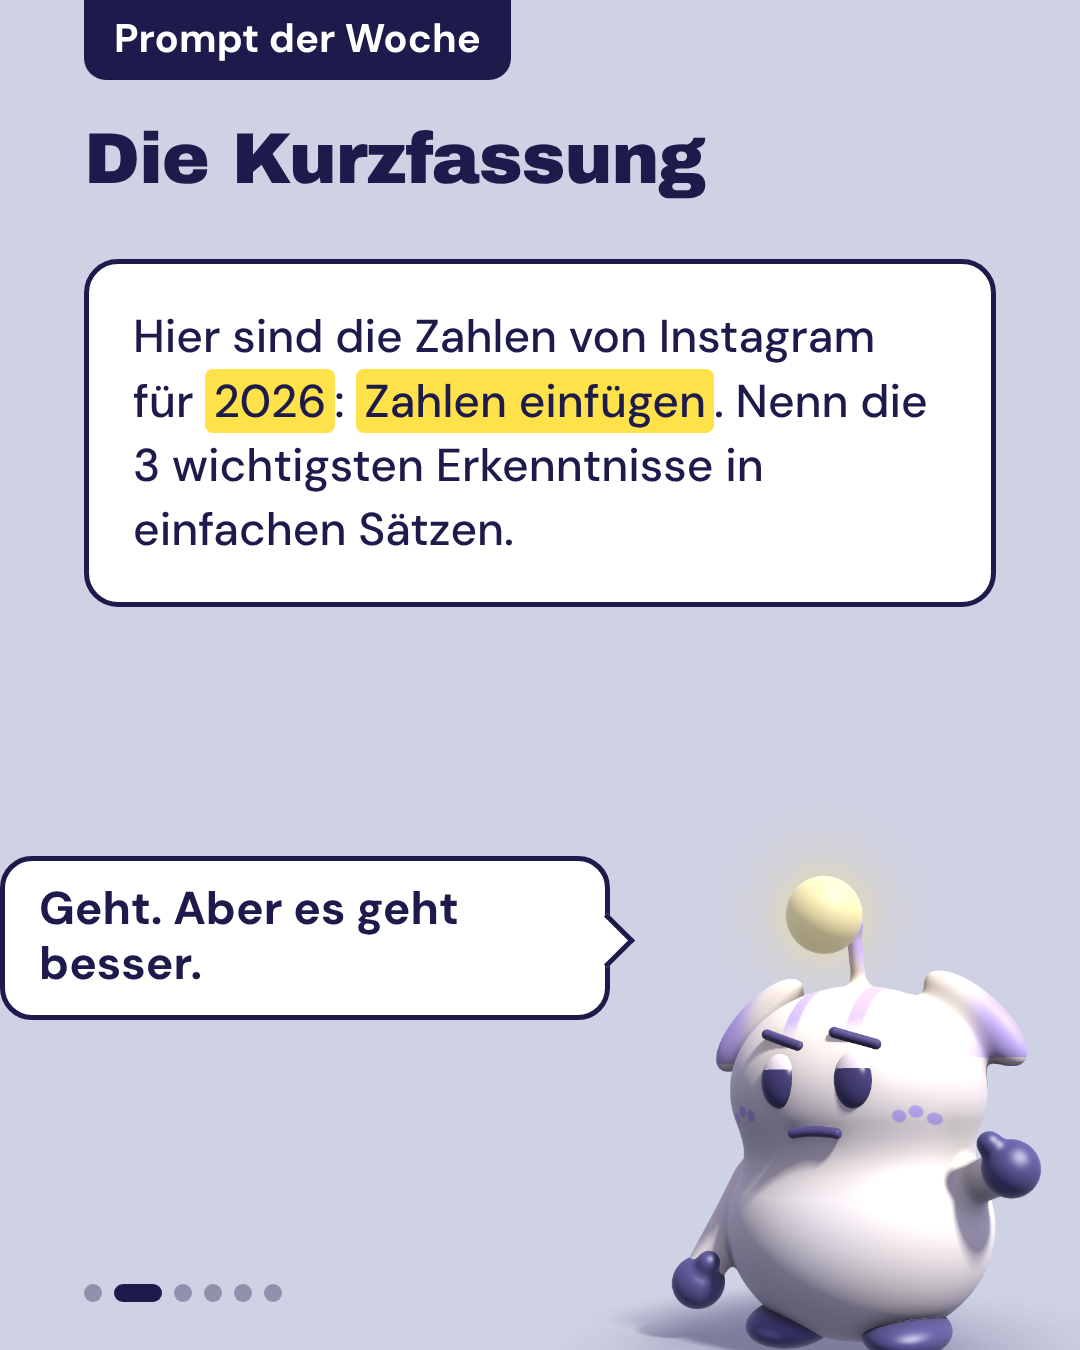 Prompt der Woche
Die Kurzfassung
Hier sind die Zahlen von Instagram
für 2026: Zahlen einfügen. Nenn die
3 wichtigsten Erkenntnisse in
einfachen Sätzen.
Geht. Aber es geht
besser.